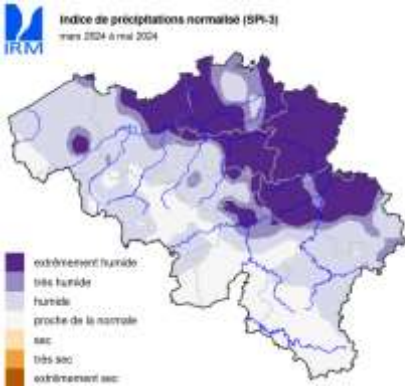 Indice de précipitations normalisé (SPI-3)
mars 2024 à mai 2024
IRM
extrêmement humide
très humide
humide
proche de la normale
sec
très sec
extrêmement sec